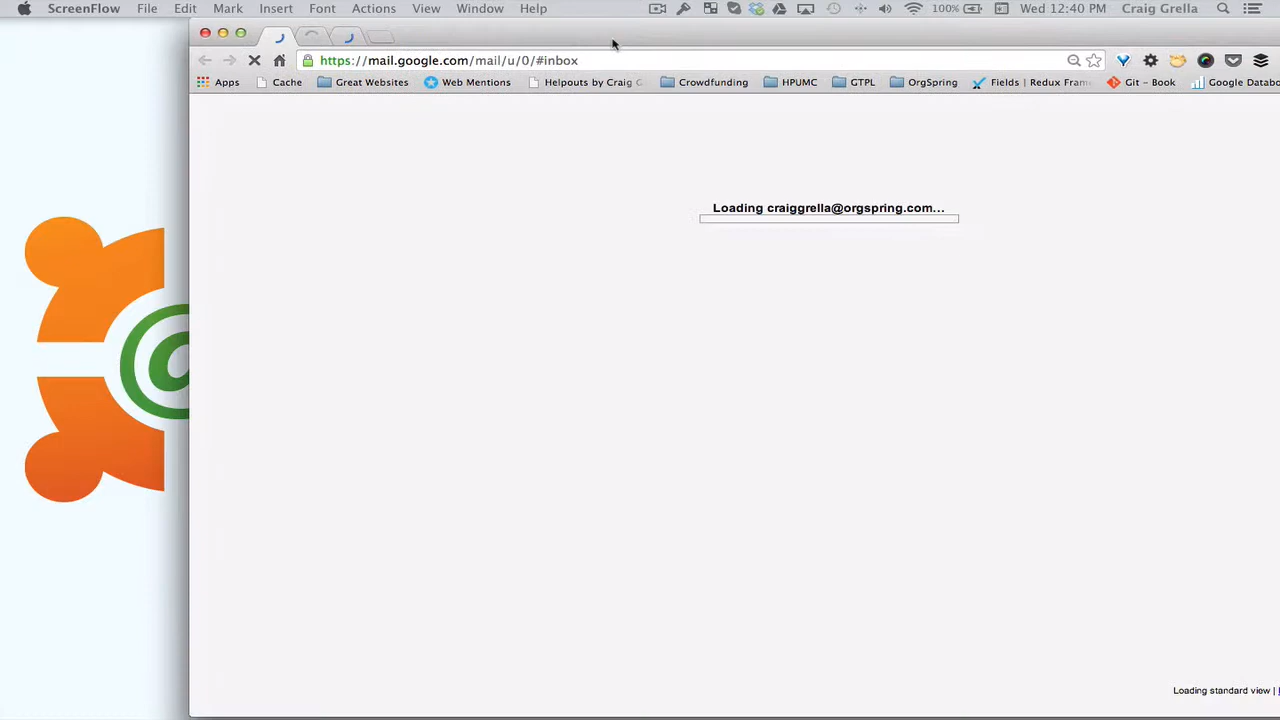 ScreenFlow File Edit Mark Insert Font Actions View Window Help 100% Wed 12:40 PM Craig Grella
https://mail.google.com/mail/u/0/#inbox
Apps Cache Great Websites Web Mentions Helpouts by Craig G Crowdfunding HPUMC GTPL OrgSpring Fields | Redux Fram Git – Book Google Databo
Loading craiggrella@orgspring.com...
@
Loading standard view |